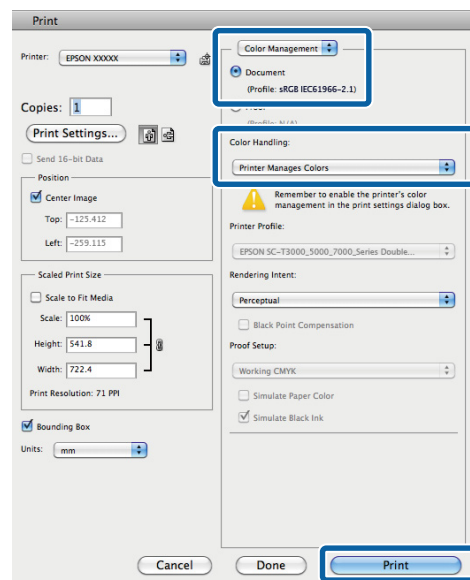 Print
Printer: EPSON XXXXX
Copies: 1
Print Settings...
Send 16-bit Data
Position
Center Image
Top: -125.412
Left: -259.115
Scaled Print Size
Scale to Fit Media
Scale: 100%
Height: 541.8
Width: 722.4
Print Resolution: 71 PPI
Bounding Box
Units: mm
Color Management
Document
(Profile: sRGB IEC61966-2.1)
(Profile: N/A)
Color Handling:
Printer Manages Colors
Remember to enable the printer's color
management in the print settings dialog box.
Printer Profile:
EPSON SC-T3000_5000_7000_Series Double...
Rendering Intent:
Perceptual
Black Point Compensation
Proof Setup:
Working CMYK
Simulate Paper Color
Simulate Black Ink
Cancel
Done
Print